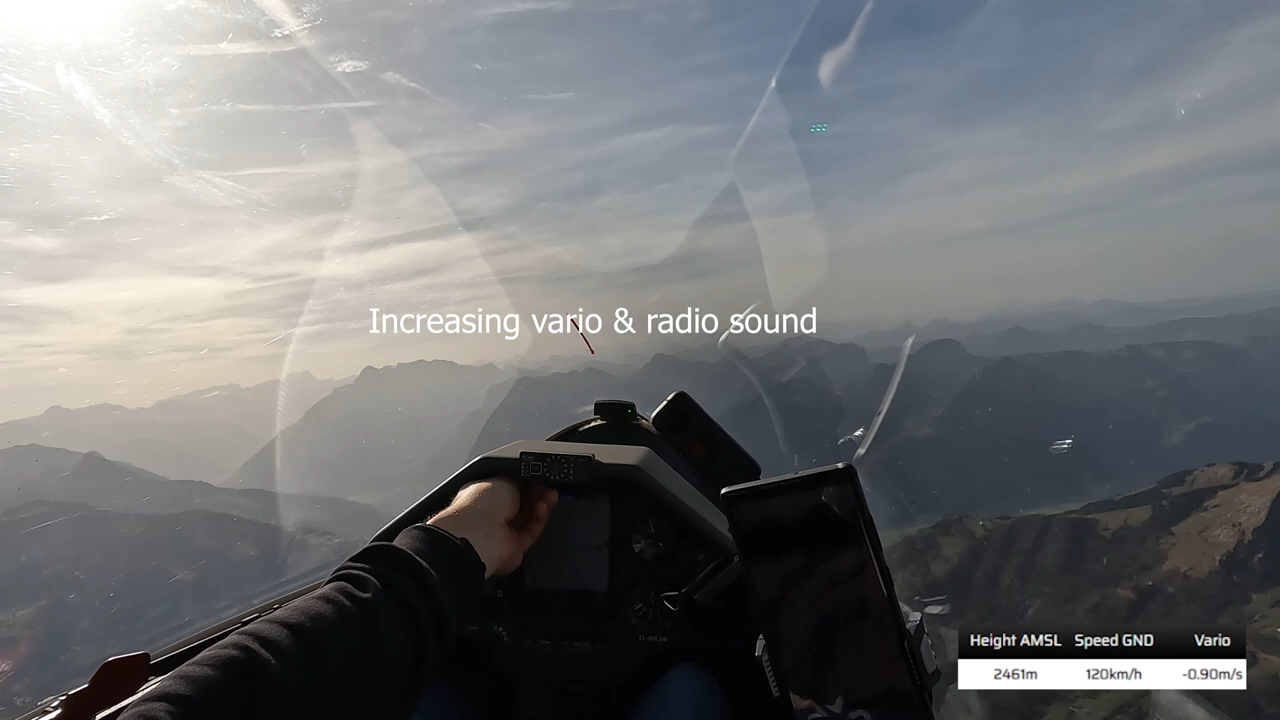 Increasing vario & radio sound
Height AMSL Speed GND Vario
2461m 120km/h -0.90m/s